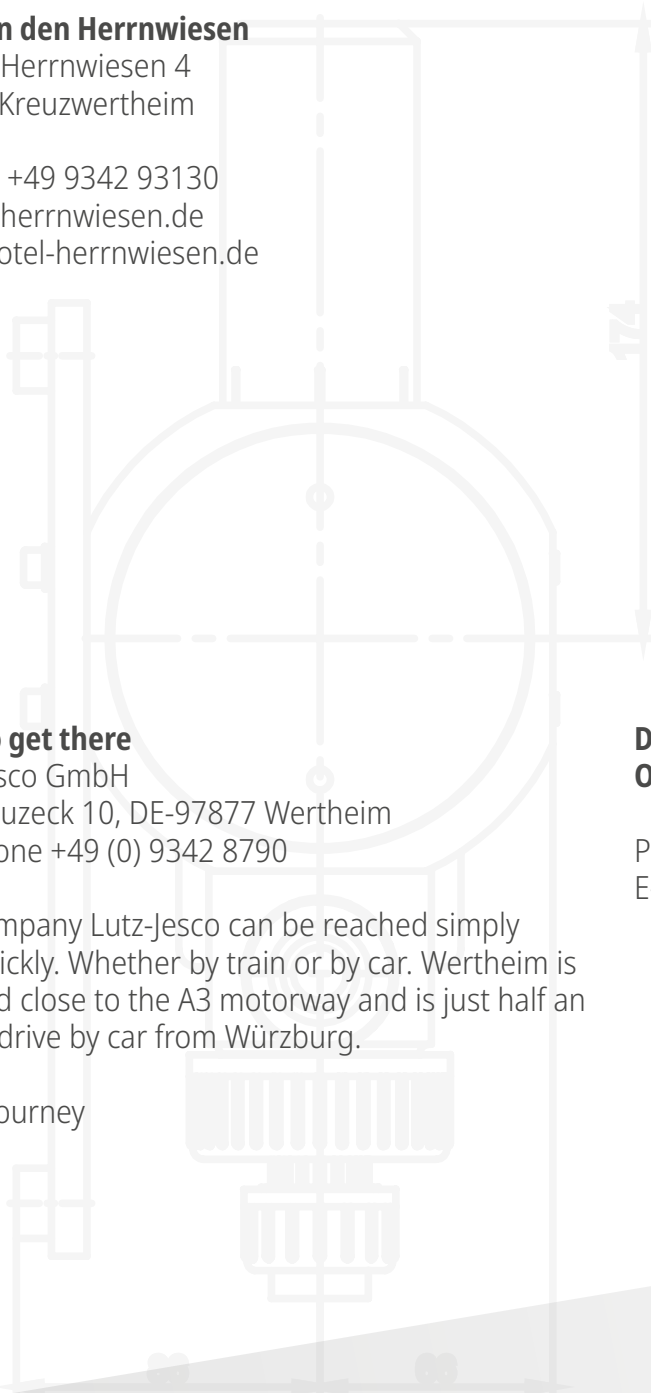 n den Herrnwiesen
Herrnwiesen 4
Kreuzwertheim
+49 9342 93130
herrnwiesen.de
otel-herrnwiesen.de
174
o get there
sco GmbH
uzeck 10, DE-97877 Wertheim
one +49 (0) 9342 8790
mpany Lutz-Jesco can be reached simply
ickly. Whether by train or by car. Wertheim is
d close to the A3 motorway and is just half an
drive by car from Würzburg.
ourney
D
O
P
E